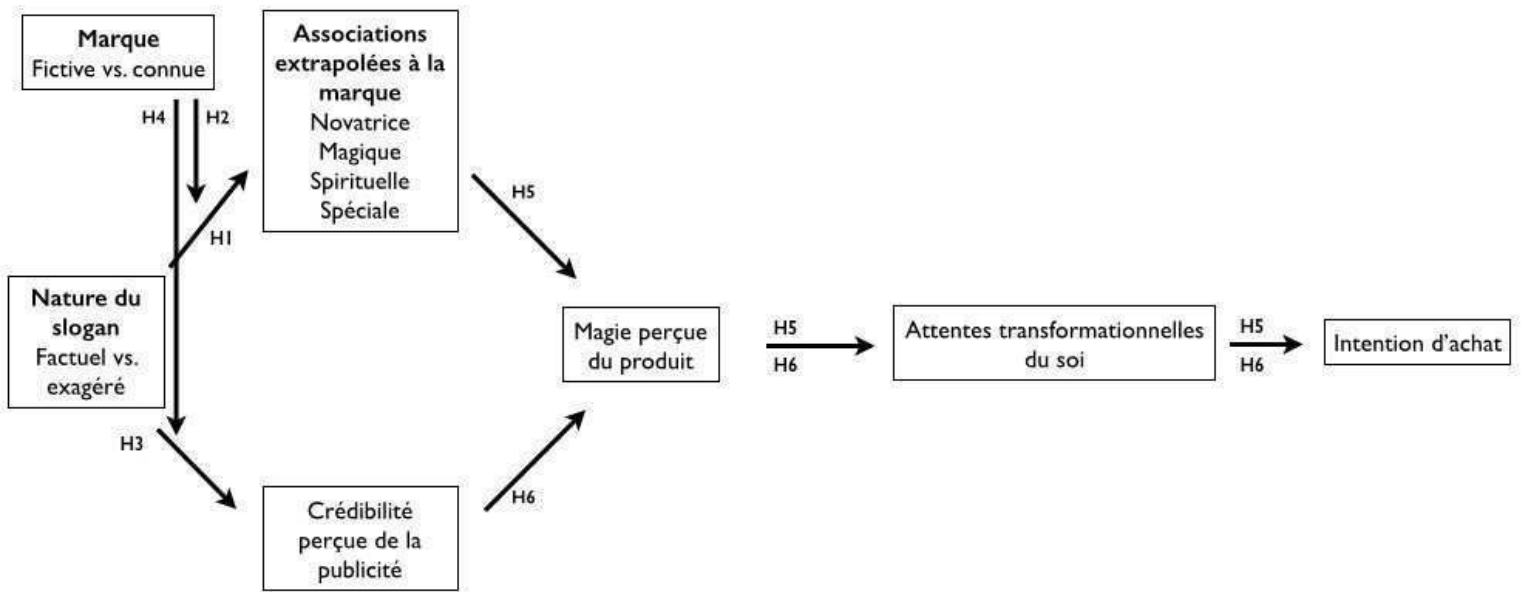 Marque
Fictive vs. connue
H4
H2
Associations
extrapolées à la
marque
Novatrice
Magique
Spirituelle
Spéciale
H5
H1
Nature du
slogan
Factuel vs.
exagéré
H3
Crédibilité
perçue de la
publicité
H6
Magie perçue
du produit
H5
H6
Attentes transformationnelles
du soi
H5
H6
Intention d'achat